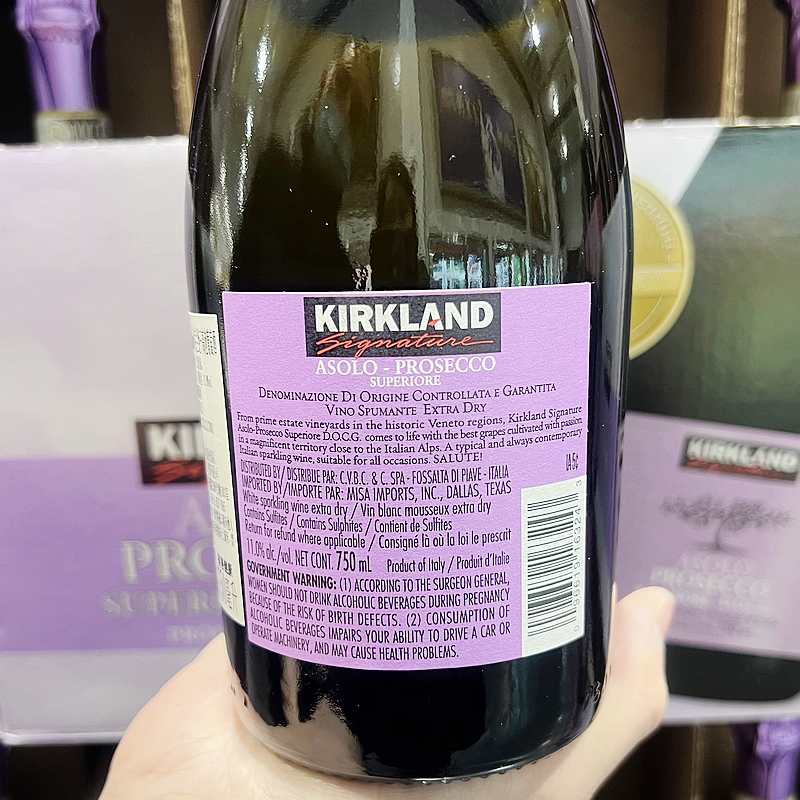 KIRKLAND
Signature
ASOLO - PROSECCO
SUPERIORE
DENOMINAZIONE DI ORIGINE CONTROLLATA E GARANTITA
VINO SPUMANTE EXTRA DRY
From prime estate vineyards in the historic Veneto regions, Kirkland Signature
Asolo-Prosecco Superiore D.O.C.G. comes to life with the best grapes cultivated with passion
in a magnificent territory close to the Italian Alps. A typical and always contemporary
Italian sparkling wine, suitable for all occasions. SALUTE!
DISTRIBUTED BY/ DISTRIBUE PAR: C.V.B.C. & C. SPA - FOSSALTA DI PIAVE - ITALIA
IMPORTED BY/IMPORTE PAR: MISA IMPORTS, INC., DALLAS, TEXAS
IA 5¢
White sparkling wine extra dry / Vin blanc mousseux extra dry
Contains Sulfites / Contains Sulphites / Contient de Sulfites
Return for refund where applicable / Consigné là où la loi le prescrit
11.0% alc./vol. NET CONT. 750 mL Product of Italy / Produit d'Italie
GOVERNMENT WARNING: (1) ACCORDING TO THE SURGEON GENERAL,
WOMEN SHOULD NOT DRINK ALCOHOLIC BEVERAGES DURING PREGNANCY
BECAUSE OF THE RISK OF BIRTH DEFECTS. (2) CONSUMPTION OF
ALCOHOLIC BEVERAGES IMPAIRS YOUR ABILITY TO DRIVE A CAR OR
OPERATE MACHINERY, AND MAY CAUSE HEALTH PROBLEMS.
0 96619 16324 3
KIRKLAND
ASOLO
PROSECCO